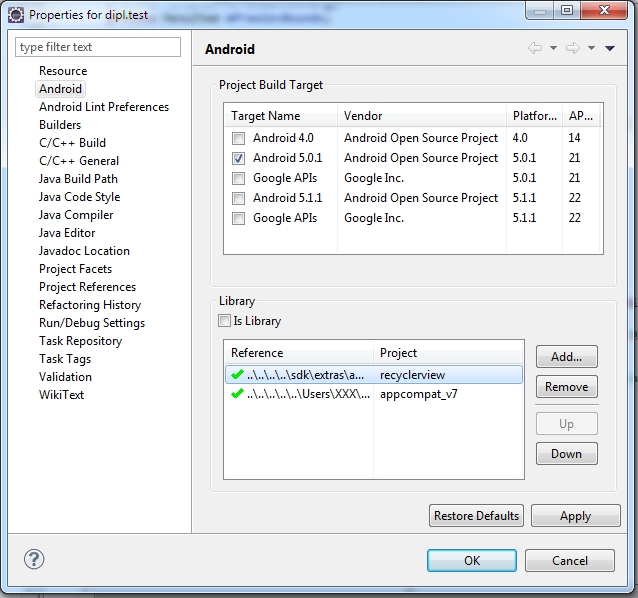 Properties for dipl.test
type filter text
Resource
Android
Android Lint Preferences
Builders
C/C++ Build
C/C++ General
Java Build Path
Java Code Style
Java Compiler
Java Editor
Javadoc Location
Project Facets
Project References
Refactoring History
Run/Debug Settings
Task Repository
Task Tags
Validation
WikiText
Android
Project Build Target
Target Name Vendor Platfor... AP...
Android 4.0 Android Open Source Project 4.0 14
Android 5.0.1 Android Open Source Project 5.0.1 21
Google APIs Google Inc. 5.0.1 21
Android 5.1.1 Android Open Source Project 5.1.1 22
Google APIs Google Inc. 5.1.1 22
Library
Is Library
Reference Project
..\..\..\..\sdk\extras\a... recyclerview
..\..\..\..\..\Users\XXX\... appcompat_v7
Add...
Remove
Up
Down
Restore Defaults Apply
OK Cancel